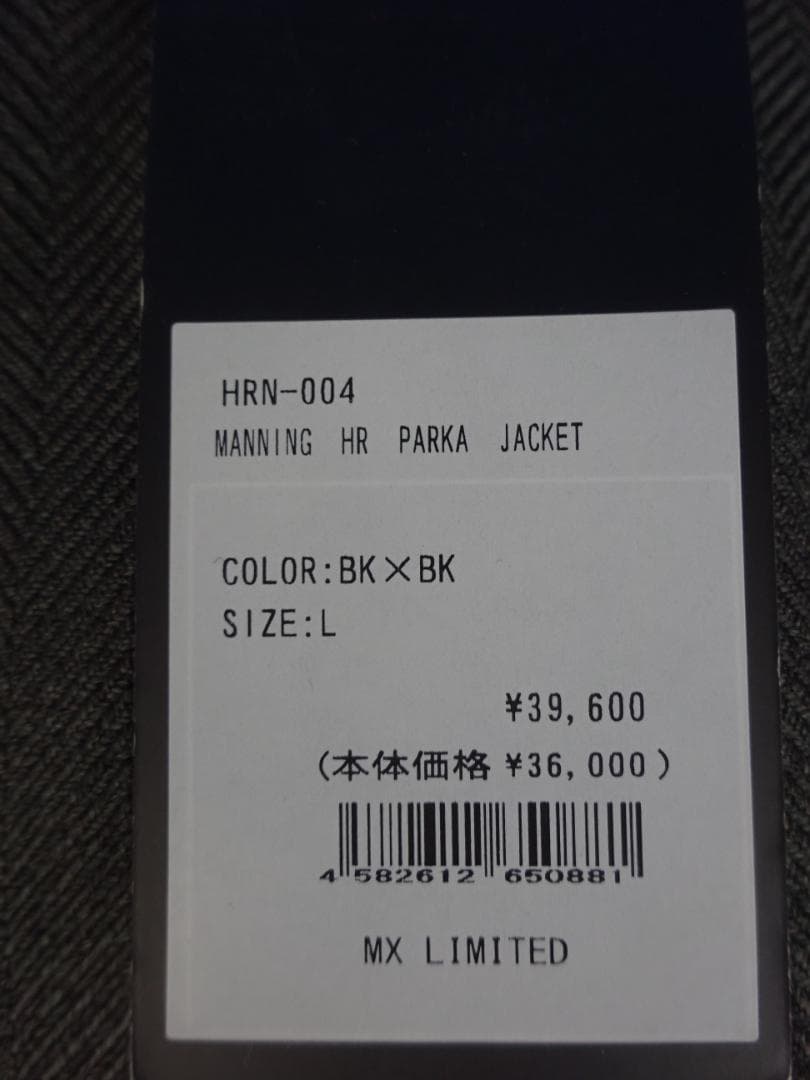 HRN-004
MANNING HR PARKA JACKET
COLOR:BK×BK
SIZE:L
¥39,600
(本体価格 ¥36,000)
4 582612 650881
MX LIMITED